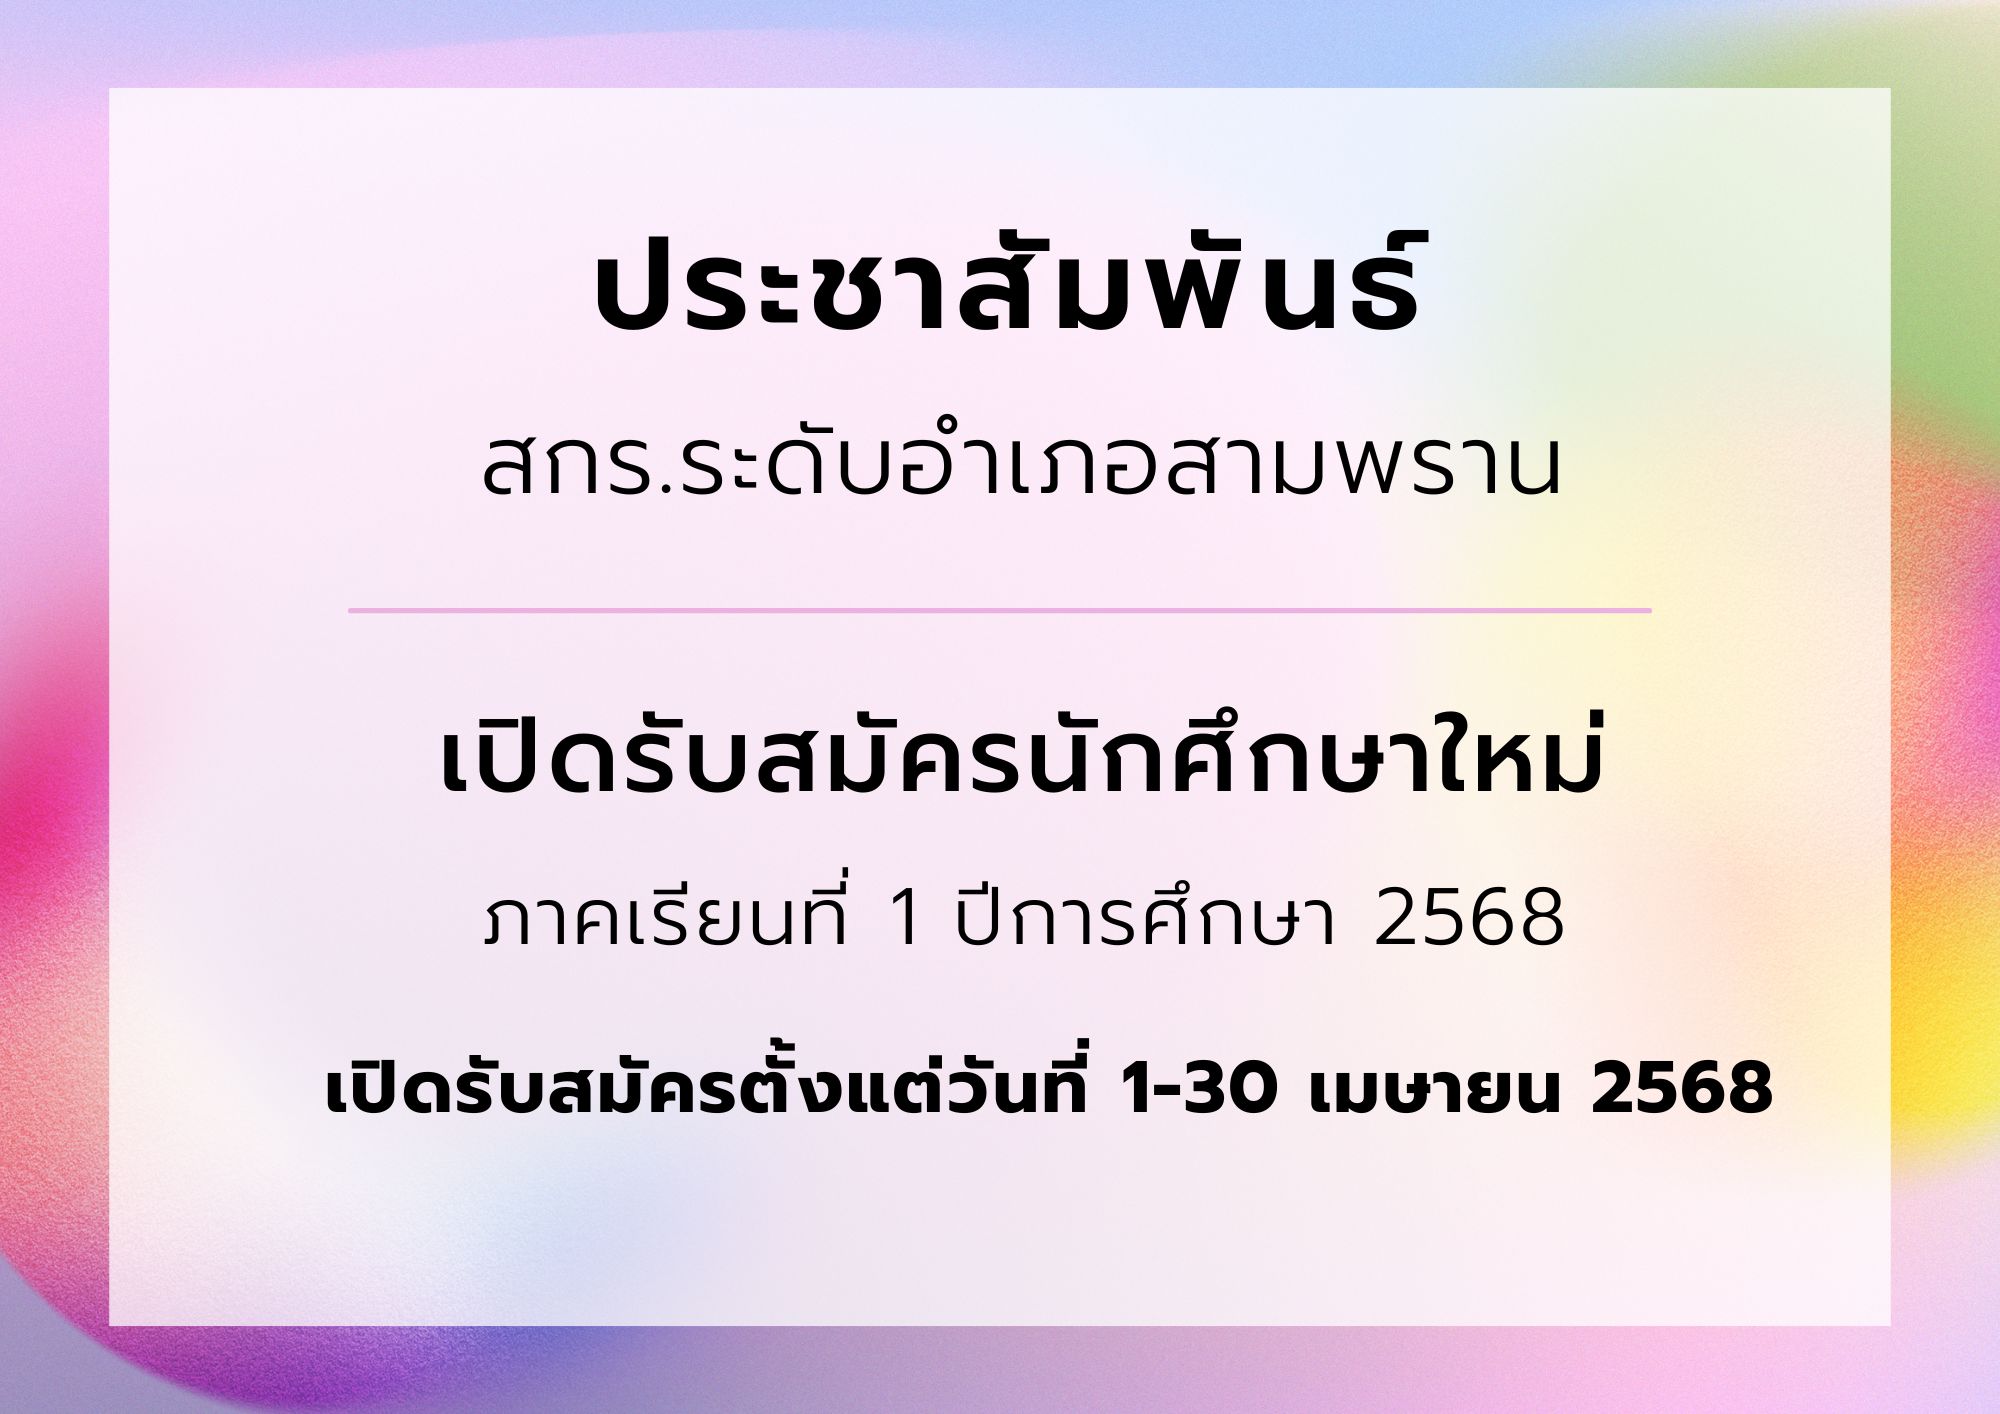 ประชาสัมพันธ์
สกร.ระดับอำเภอสามพราน
เปิดรับสมัครนักศึกษาใหม่
ภาคเรียนที่ 1 ปีการศึกษา 2568
เปิดรับสมัครตั้งแต่วันที่ 1-30 เมษายน 2568